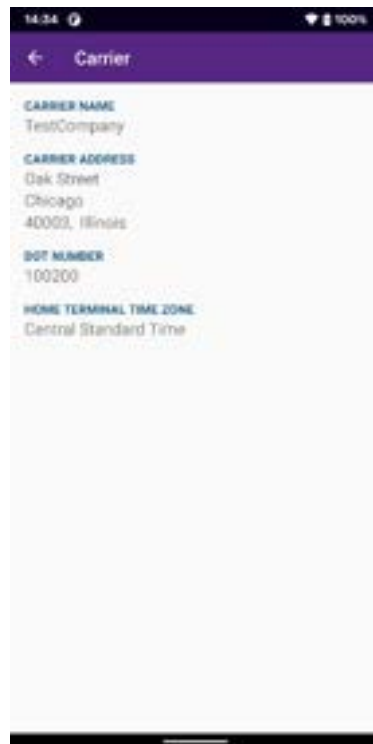 14:34 100%
Carrier
CARRIER NAME
TestCompany
CARRIER ADDRESS
Oak Street
Chicago
40003, Illinois
DOT NUMBER
100200
HOME TERMINAL TIME ZONE
Central Standard Time